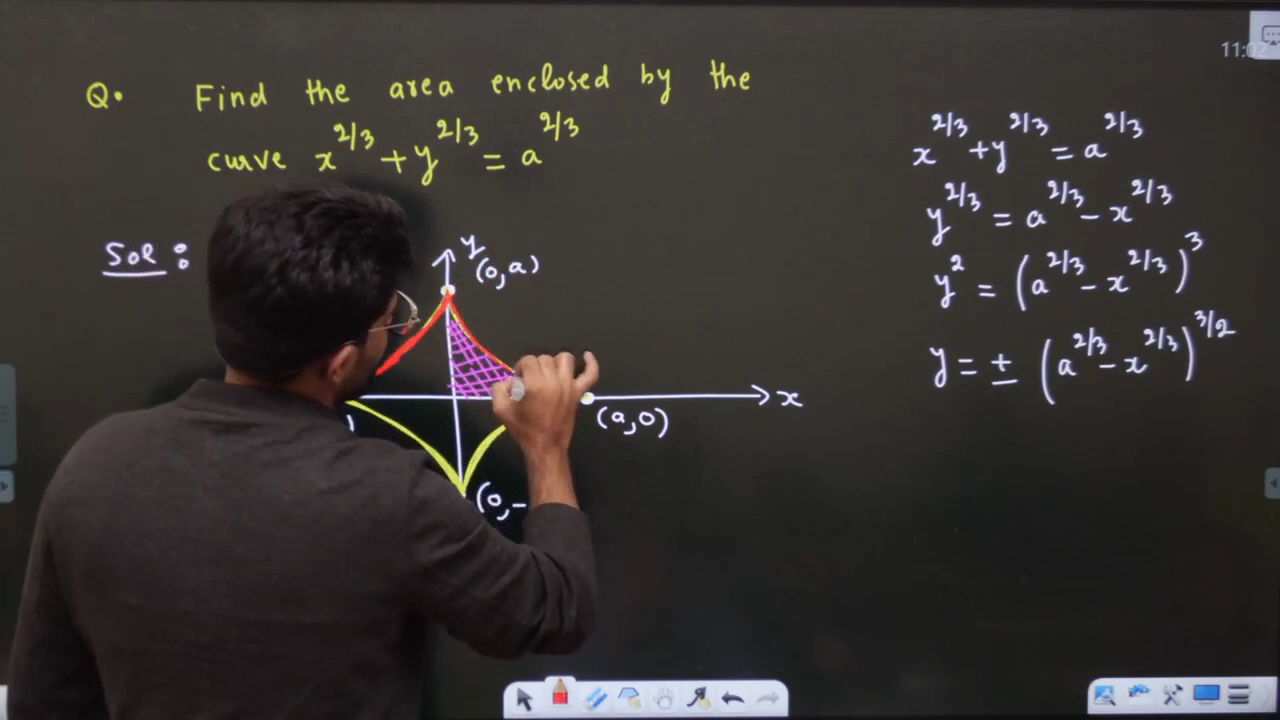 Q. Find the area enclosed by the
curve x^{2/3} + y^{2/3} = a^{2/3}
Sol :
y
(0,a)
x
(a,0)
(0,-
11:02
x^{2/3} + y^{2/3} = a^{2/3}
y^{2/3} = a^{2/3} - x^{2/3}
y^2 = (a^{2/3} - x^{2/3})^3
y = ± (a^{2/3} - x^{2/3})^{3/2}